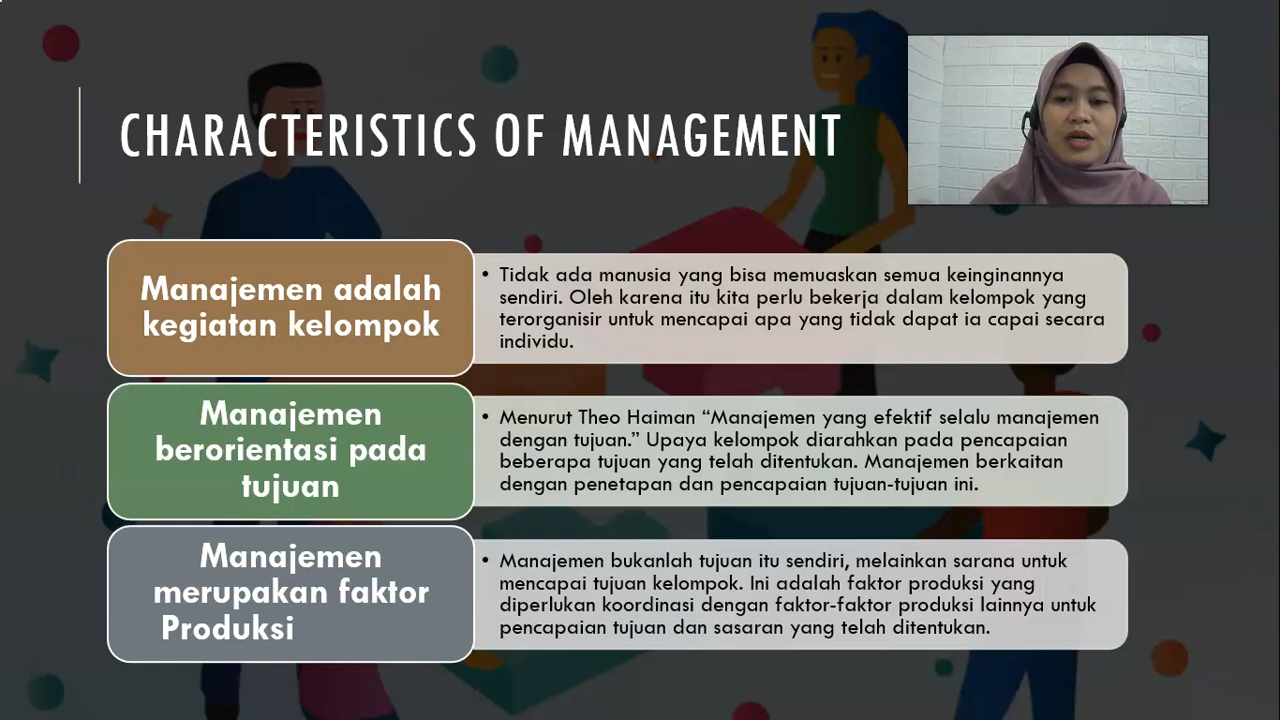 CHARACTERISTICS OF MANAGEMENT
Manajemen adalah
kegiatan kelompok
• Tidak ada manusia yang bisa memuaskan semua keinginannya
sendiri. Oleh karena itu kita perlu bekerja dalam kelompok yang
terorganisir untuk mencapai apa yang tidak dapat ia capai secara
individu.
Manajemen
berorientasi pada
tujuan
• Menurut Theo Haiman “Manajemen yang efektif selalu manajemen
dengan tujuan.” Upaya kelompok diarahkan pada pencapaian
beberapa tujuan yang telah ditentukan. Manajemen berkaitan
dengan penetapan dan pencapaian tujuan-tujuan ini.
Manajemen
merupakan faktor
Produksi
• Manajemen bukanlah tujuan itu sendiri, melainkan sarana untuk
mencapai tujuan kelompok. Ini adalah faktor produksi yang
diperlukan koordinasi dengan faktor-faktor produksi lainnya untuk
pencapaian tujuan dan sasaran yang telah ditentukan.